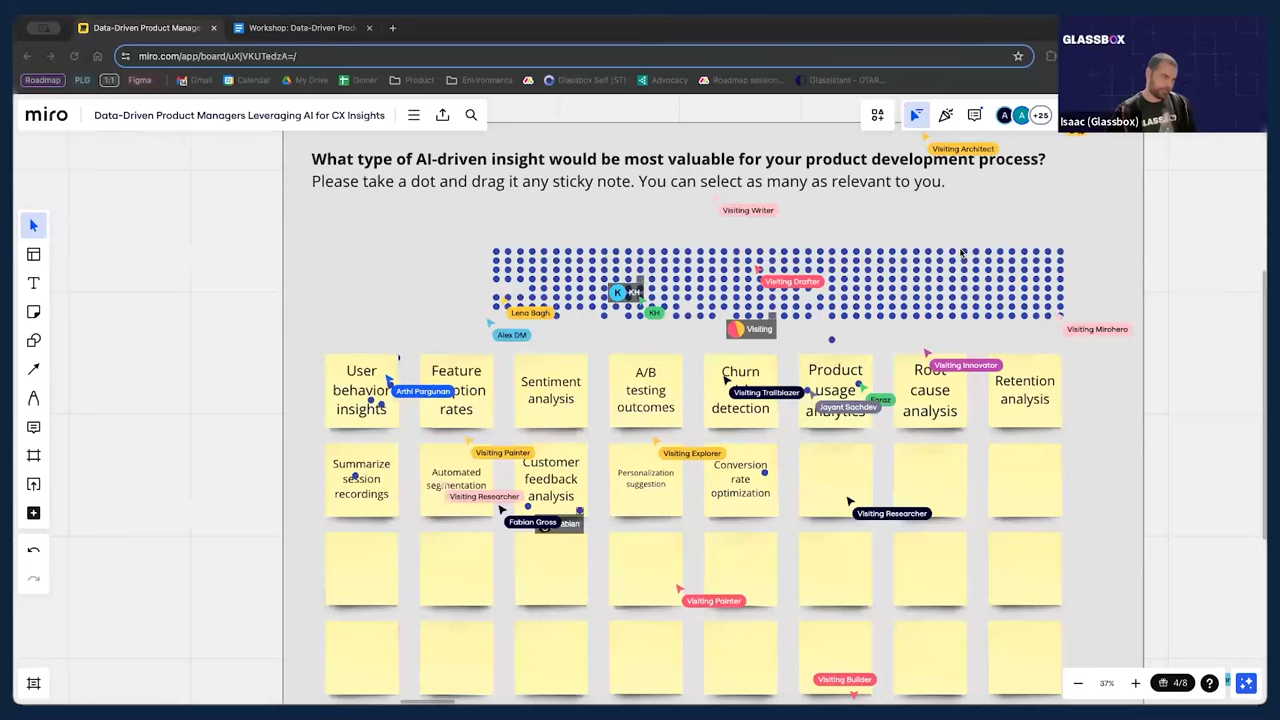 Data-Driven Product Manage
Workshop: Data-Driven Prod
miro.com/app/board/uXjVKUTedzA=/
Roadmap
PLG
1:1
Figma
Gmail
Calendar
My Drive
Dinner
Product
Environments
Glassbox Self (ST)
Advocacy
Roadmap session...
Glassistant - OTAR...
GLASSBOX
Isaac (Glassbox)
miro
Data-Driven Product Managers Leveraging AI for CX Insights
A
A
+25
Visiting Architect
What type of AI-driven insight would be most valuable for your product development process?
Please take a dot and drag it any sticky note. You can select as many as relevant to you.
Visiting Writer
Visiting Drafter
K
KH
Lena Bagh
KH
Alex DM
Visiting
Visiting Mirohero
Visiting Innovator
User
behavior
insights
Arthi Pargunan
Feature
rates
Sentiment
analysis
A/B
testing
outcomes
Churn
detection
Visiting Trailblazer
Product
usage
analytics
Jayant Sachdev
Faraz
Root
cause
analysis
Retention
analysis
Visiting Painter
Visiting Explorer
Summarize
session
recordings
Automated
segmentation
Visiting Researcher
Customer
feedback
analysis
Fabian Gross
Personalization
suggestion
Conversion
rate
optimization
Visiting Researcher
Visiting Painter
Visiting Builder
37%
4/8